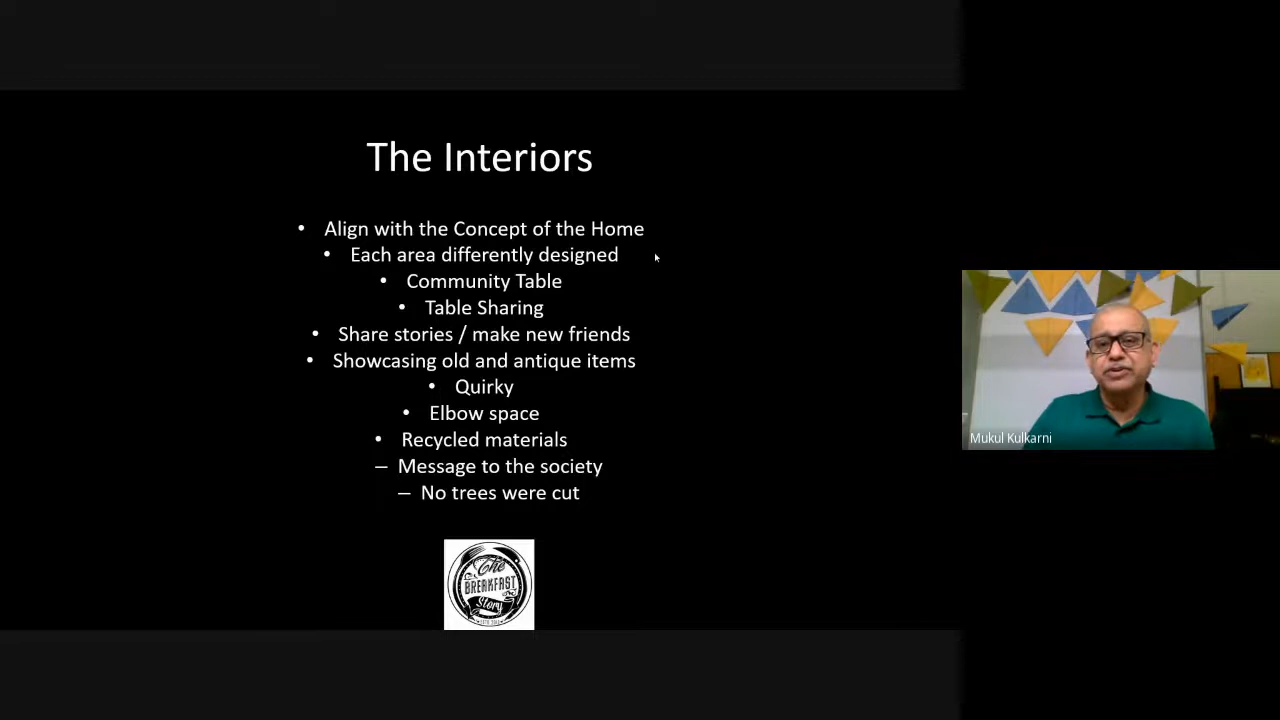 The Interiors
• Align with the Concept of the Home
• Each area differently designed
• Community Table
• Table Sharing
• Share stories / make new friends
• Showcasing old and antique items
• Quirky
• Elbow space
• Recycled materials
– Message to the society
– No trees were cut
The
BREAKFAST
Story
Mukul Kulkarni